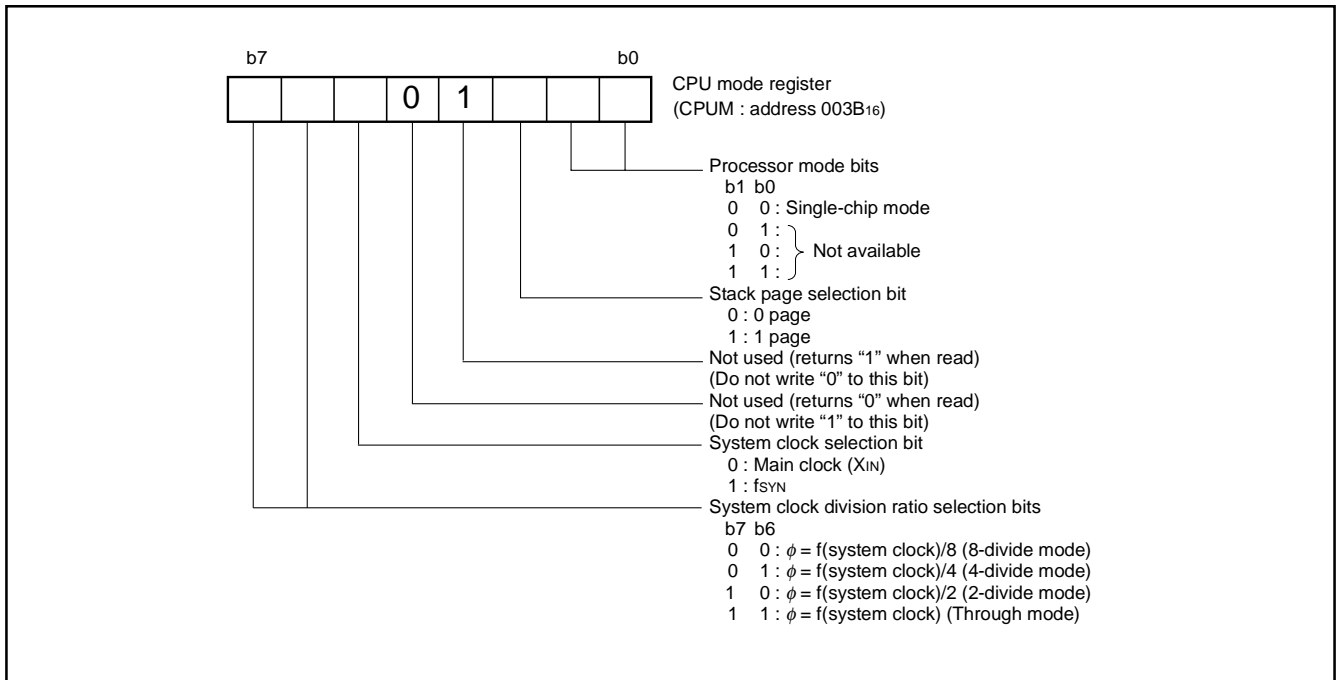 b7 b0
0 1
CPU mode register
(CPUM : address 003B16)
Processor mode bits
b1 b0
0 0 : Single-chip mode
0 1 :
1 0 : Not available
1 1 :
Stack page selection bit
0 : 0 page
1 : 1 page
Not used (returns “1” when read)
(Do not write “0” to this bit)
Not used (returns “0” when read)
(Do not write “1” to this bit)
System clock selection bit
0 : Main clock (XIN)
1 : fSYN
System clock division ratio selection bits
b7 b6
0 0 : ϕ = f(system clock)/8 (8-divide mode)
0 1 : ϕ = f(system clock)/4 (4-divide mode)
1 0 : ϕ = f(system clock)/2 (2-divide mode)
1 1 : ϕ = f(system clock) (Through mode)